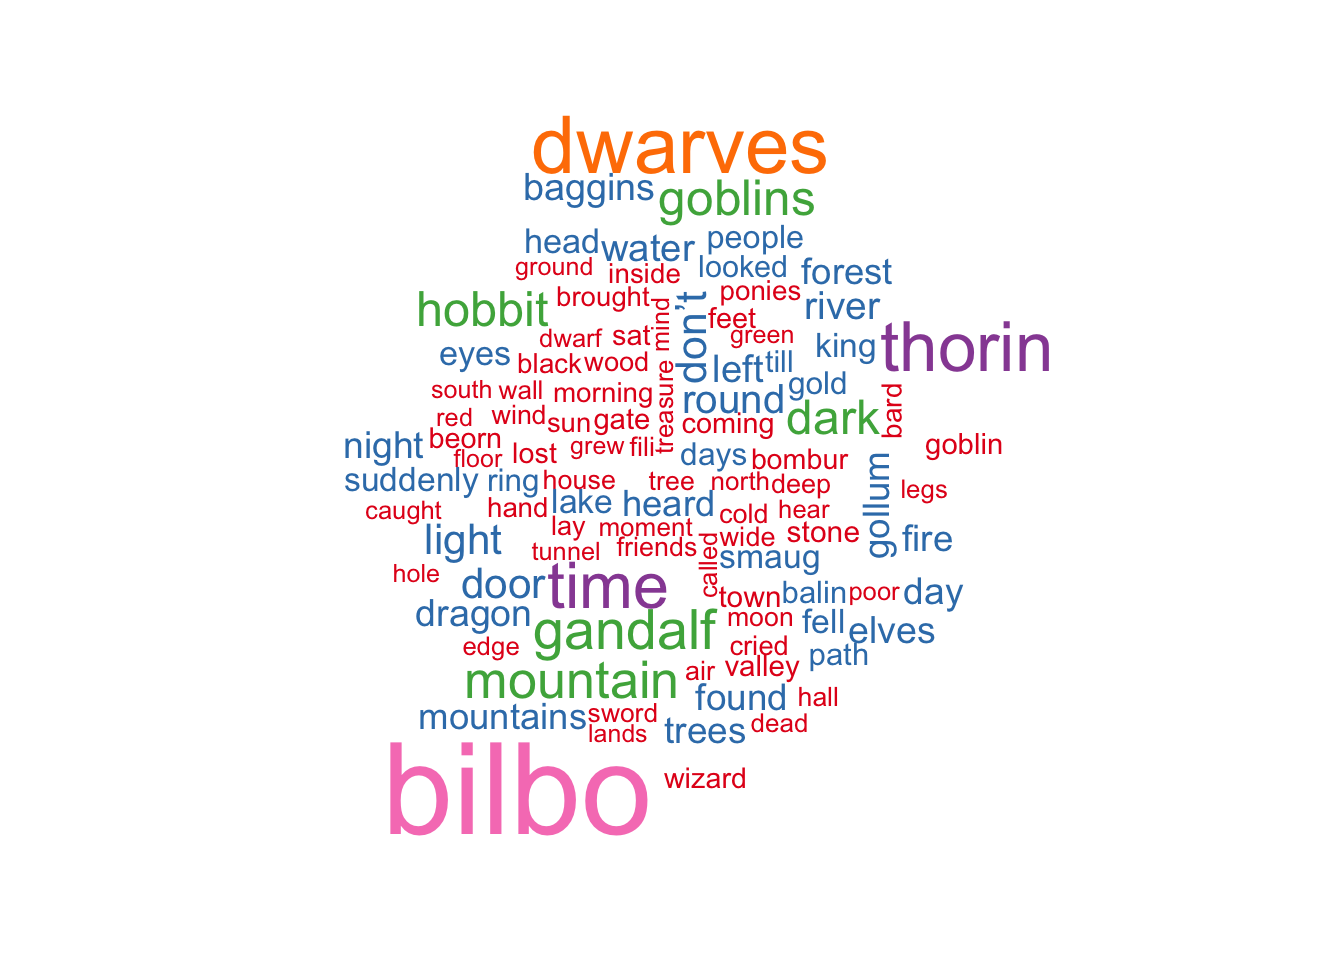 dwarves
baggins goblins
head water people
ground inside looked forest
hobbit brought mind don't ponies river
dwarf sat feet green king thorin
eyes black wood left till
south wall morning treasure round gold bard
red wind sun gate coming dark
night beorn floor lost grew fili days bombur goblin
suddenly ring house tree north deep gollum legs
caught hand lake heard cold hear
light lay moment wide stone fire
tunnel friends called smaug
hole door time town balin poor day
dragon gandalf moon fell elves
edge cried path
mountain air valley
mountains sword found hall
lands trees dead
bilbo wizard